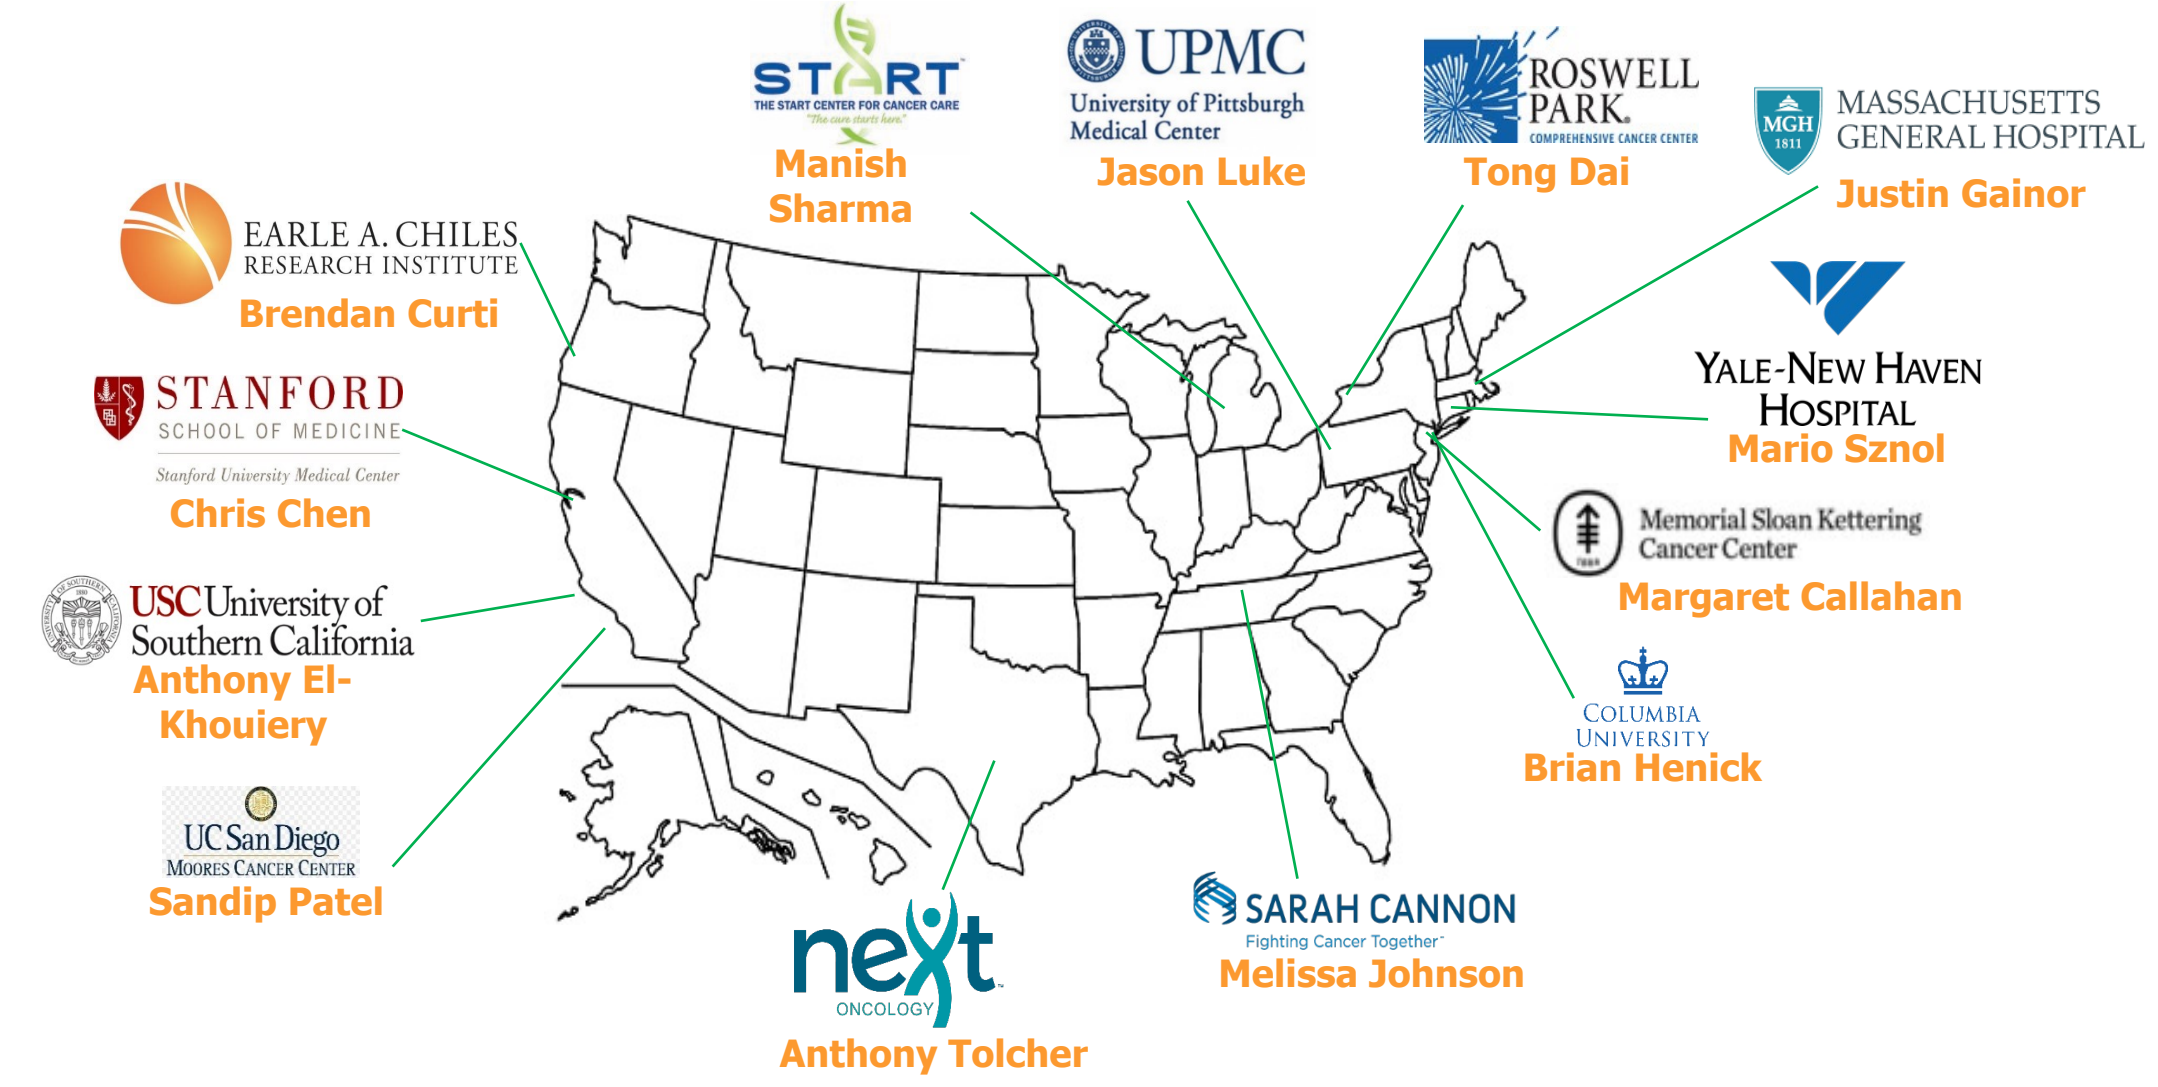 START
THE START CENTER FOR CANCER CARE
"The care starts here."
Manish
Sharma
UPMC
University of Pittsburgh
Medical Center
Jason Luke
ROSWELL
PARK®
COMPREHENSIVE CANCER CENTER
Tong Dai
MGH
1811
MASSACHUSETTS
GENERAL HOSPITAL
Justin Gainor
EARLE A. CHILES
RESEARCH INSTITUTE
Brendan Curti
YALE-NEW HAVEN
HOSPITAL
Mario Sznol
STANFORD
SCHOOL OF MEDICINE
Stanford University Medical Center
Chris Chen
Memorial Sloan Kettering
Cancer Center
Margaret Callahan
USC University of
Southern California
Anthony El-
Khouiery
COLUMBIA
UNIVERSITY
Brian Henick
UC San Diego
MOORES CANCER CENTER
Sandip Patel
next™
ONCOLOGY
Anthony Tolcher
SARAH CANNON
Fighting Cancer Together™
Melissa Johnson